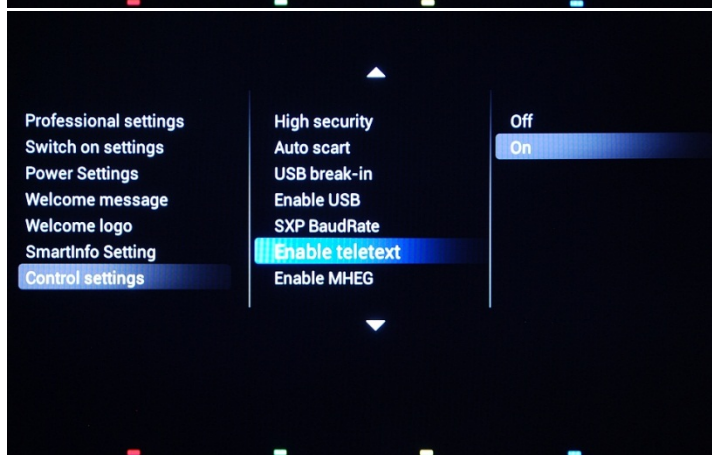 Professional settings
Switch on settings
Power Settings
Welcome message
Welcome logo
SmartInfo Setting
Control settings
High security
Auto scart
USB break-in
Enable USB
SXP BaudRate
Enable teletext
Enable MHEG
Off
On